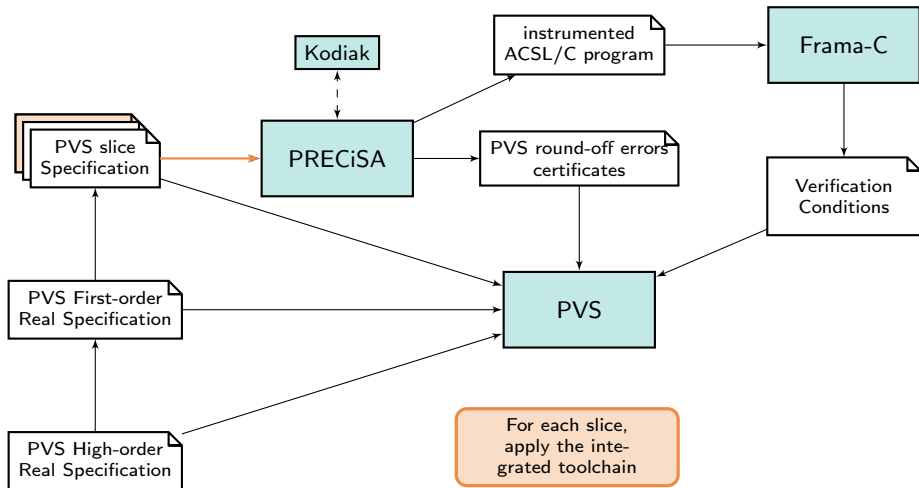 instrumented
ACSL/C program
Frama-C
Kodiak
PVS slice
Specification
PRECiSA
PVS round-off errors
certificates
Verification
Conditions
PVS First-order
Real Specification
PVS
PVS High-order
Real Specification
For each slice,
apply the inte-
grated toolchain